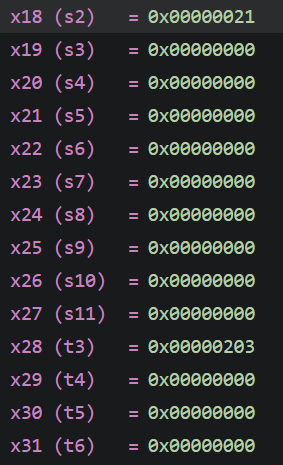 x18 (s2) = 0x00000021
x19 (s3) = 0x00000000
x20 (s4) = 0x00000000
x21 (s5) = 0x00000000
x22 (s6) = 0x00000000
x23 (s7) = 0x00000000
x24 (s8) = 0x00000000
x25 (s9) = 0x00000000
x26 (s10) = 0x00000000
x27 (s11) = 0x00000000
x28 (t3) = 0x00000203
x29 (t4) = 0x00000000
x30 (t5) = 0x00000000
x31 (t6) = 0x00000000